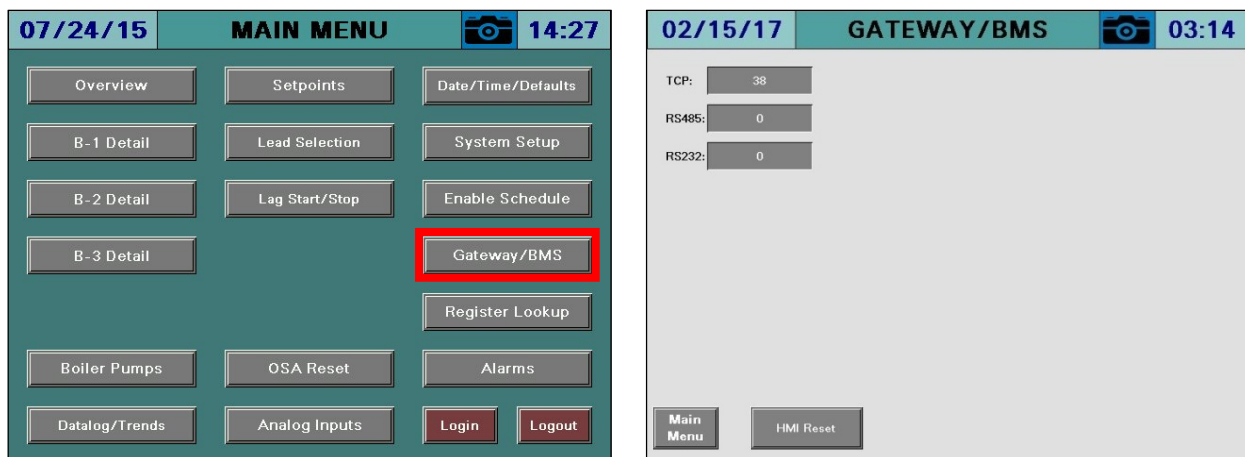 07/24/15 MAIN MENU 14:27
Overview Setpoints Date/Time/Defaults
B-1 Detail Lead Selection System Setup
B-2 Detail Lag Start/Stop Enable Schedule
B-3 Detail Gateway/BMS
Register Lookup
Boiler Pumps OSA Reset Alarms
Datalog/Trends Analog Inputs Login Logout
02/15/17 GATEWAY/BMS 03:14
TCP: 38
RS485: 0
RS232: 0
Main
Menu
HMI Reset